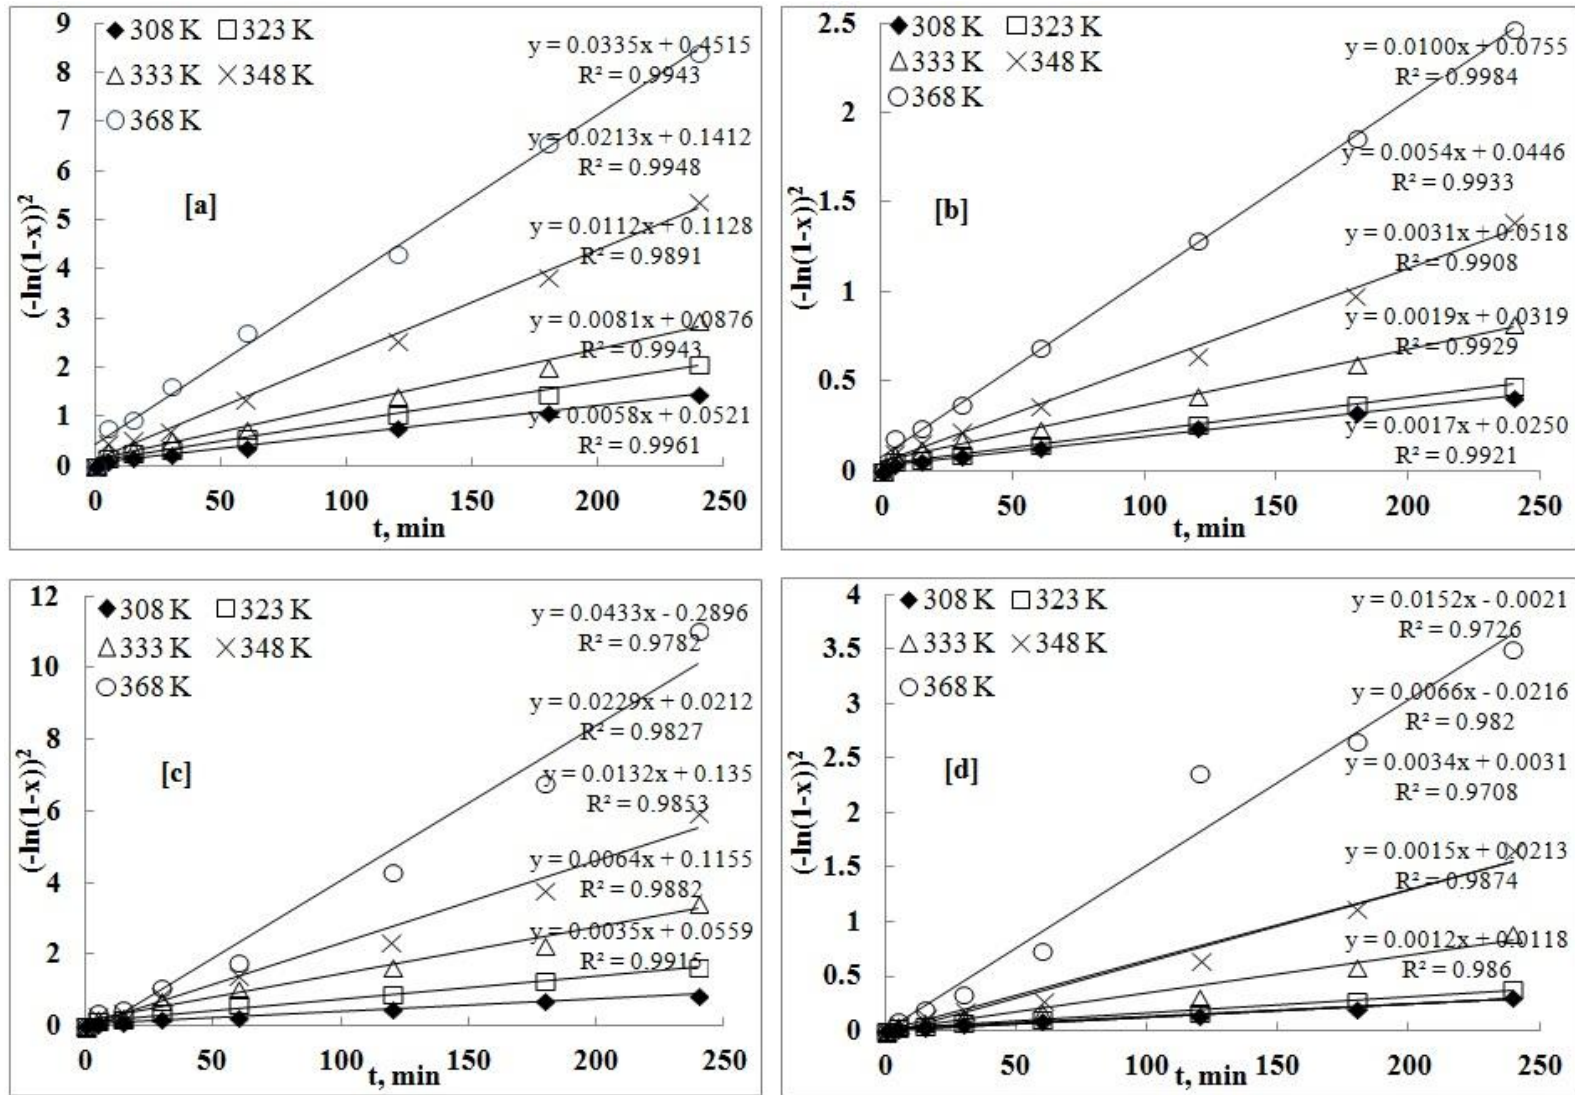 9
8
7
6
5
4
3
2
1
0
(-ln(1-x))²
308 K 323 K
333 K 348 K
368 K
[a]
y = 0.0335x + 0.4515
R² = 0.9943
y = 0.0213x + 0.1412
R² = 0.9948
y = 0.0112x + 0.1128
R² = 0.9891
y = 0.0081x + 0.0876
R² = 0.9943
y = 0.0058x + 0.0521
R² = 0.9961
0 50 100 150 200 250
t, min
2.5
2
1.5
1
0.5
0
(-ln(1-x))²
308 K 323 K
333 K 348 K
368 K
[b]
y = 0.0100x + 0.0755
R² = 0.9984
y = 0.0054x + 0.0446
R² = 0.9933
y = 0.0031x + 0.0518
R² = 0.9908
y = 0.0019x + 0.0319
R² = 0.9929
y = 0.0017x + 0.0250
R² = 0.9921
0 50 100 150 200 250
t, min
12
10
8
6
4
2
0
(-ln(1-x))²
308 K 323 K
333 K 348 K
368 K
[c]
y = 0.0433x - 0.2896
R² = 0.9782
y = 0.0229x + 0.0212
R² = 0.9827
y = 0.0132x + 0.135
R² = 0.9853
y = 0.0064x + 0.1155
R² = 0.9882
y = 0.0035x + 0.0559
R² = 0.9915
0 50 100 150 200 250
t, min
4
3.5
3
2.5
2
1.5
1
0.5
0
(-ln(1-x))²
308 K 323 K
333 K 348 K
368 K
[d]
y = 0.0152x - 0.0021
R² = 0.9726
y = 0.0066x - 0.0216
R² = 0.982
y = 0.0034x + 0.0031
R² = 0.9708
y = 0.0015x + 0.0213
R² = 0.9874
y = 0.0012x + 0.0118
R² = 0.986
0 50 100 150 200 250
t, min